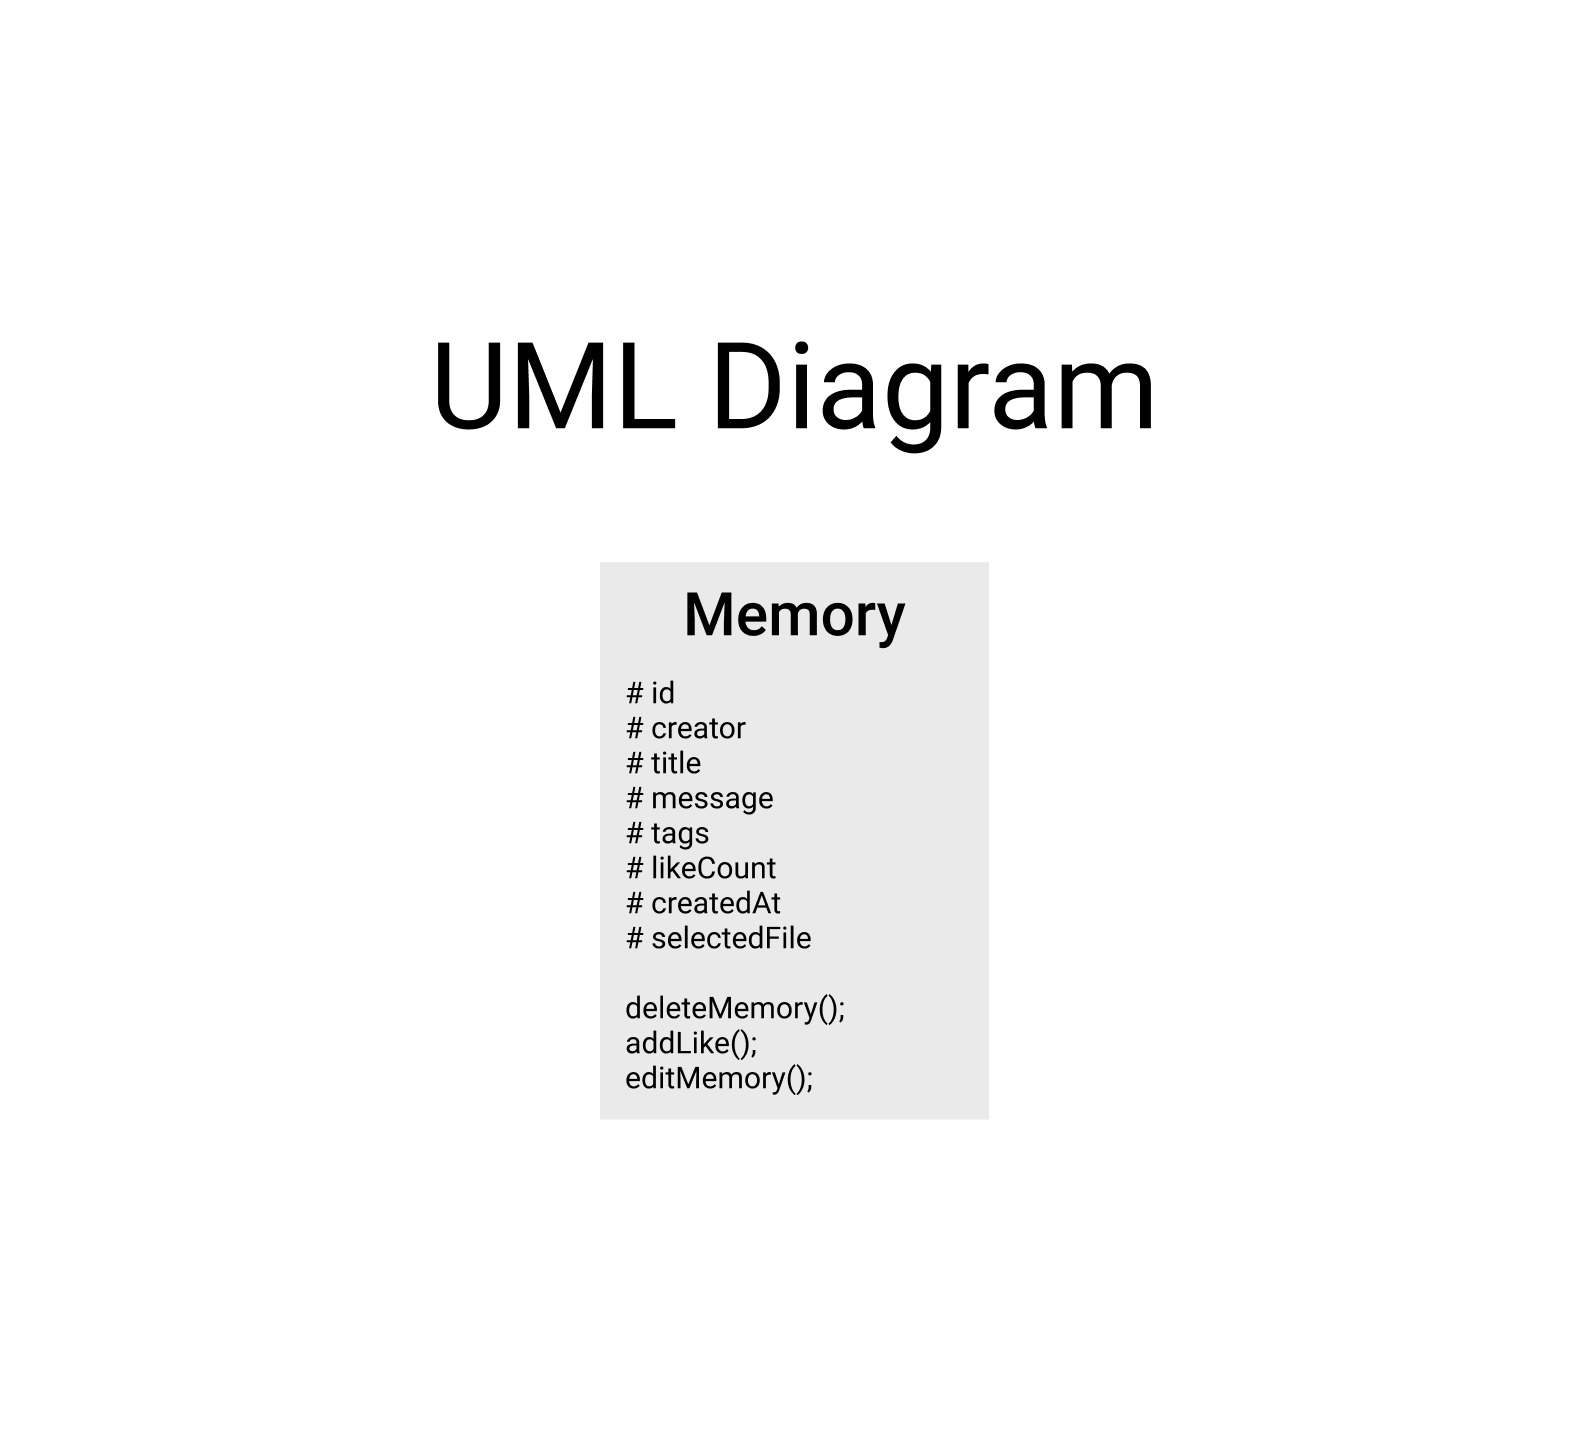 UML Diagram
Memory
# id
# creator
# title
# message
# tags
# likeCount
# createdAt
# selectedFile
deleteMemory();
addLike();
editMemory();